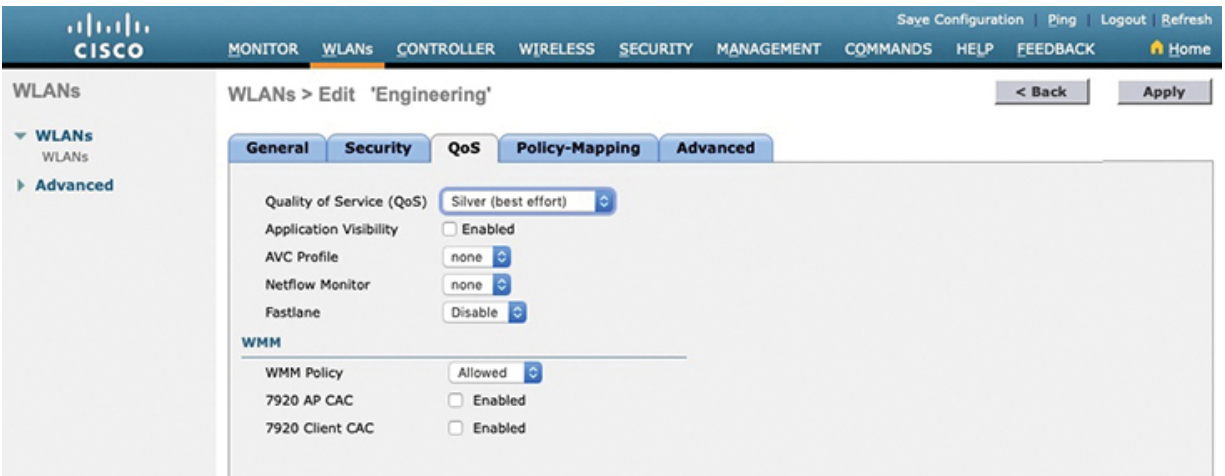 Save Configuration | Ping | Logout | Refresh
CISCO MONITOR WLANs CONTROLLER WIRELESS SECURITY MANAGEMENT COMMANDS HELP FEEDBACK Home
WLANs
WLANs > Edit 'Engineering'
< Back Apply
WLANs
WLANs
Advanced
General Security QoS Policy-Mapping Advanced
Quality of Service (QoS) Silver (best effort)
Application Visibility Enabled
AVC Profile none
Netflow Monitor none
Fastlane Disable
WMM
WMM Policy Allowed
7920 AP CAC Enabled
7920 Client CAC Enabled